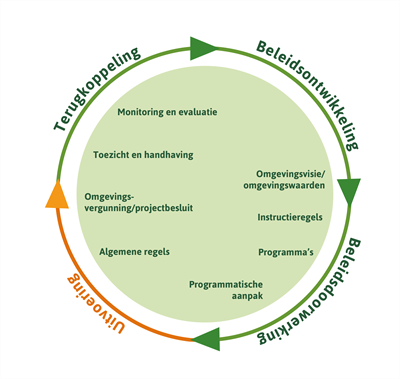 Terugkoppeling
Beleidsontwikkeling
Monitoring en evaluatie
Toezicht en handhaving
Omgevingsvisie/
omgevingswaarden
Omgevings-
vergunning/projectbesluit
Instructieregels
Algemene regels
Programma's
Programmatische
aanpak
Uitvoering
Beleidsdoorwerking